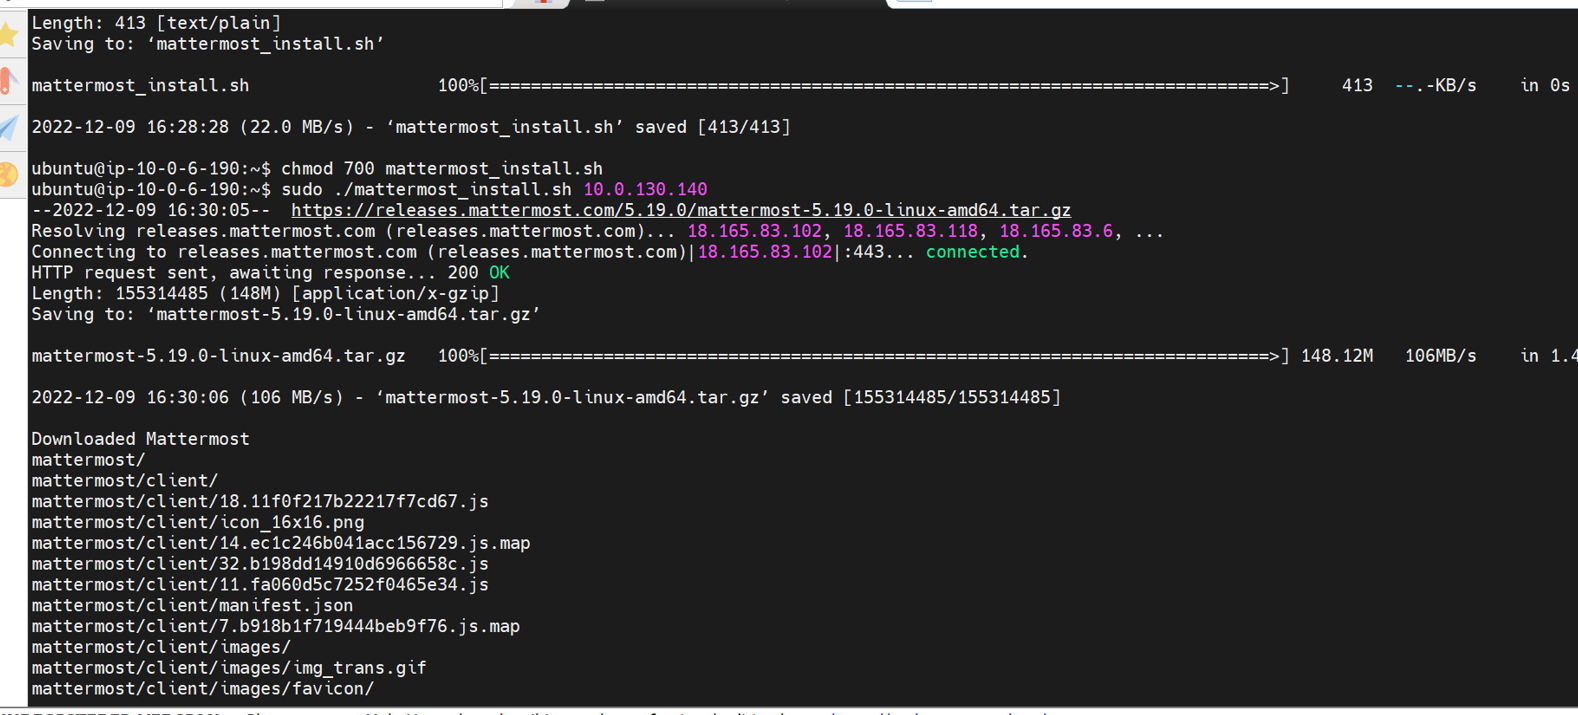 Length: 413 [text/plain]
Saving to: ‘mattermost_install.sh’
mattermost_install.sh 100%[===========================================================================>] 413 --.-KB/s in 0s
2022-12-09 16:28:28 (22.0 MB/s) - ‘mattermost_install.sh’ saved [413/413]
ubuntu@ip-10-0-6-190:~$ chmod 700 mattermost_install.sh
ubuntu@ip-10-0-6-190:~$ sudo ./mattermost_install.sh 10.0.130.140
--2022-12-09 16:30:05-- https://releases.mattermost.com/5.19.0/mattermost-5.19.0-linux-amd64.tar.gz
Resolving releases.mattermost.com (releases.mattermost.com)... 18.165.83.102, 18.165.83.118, 18.165.83.6, ...
Connecting to releases.mattermost.com (releases.mattermost.com)|18.165.83.102|:443... connected.
HTTP request sent, awaiting response... 200 OK
Length: 155314485 (148M) [application/x-gzip]
Saving to: ‘mattermost-5.19.0-linux-amd64.tar.gz’
mattermost-5.19.0-linux-amd64.tar.gz 100%[===========================================================================>] 148.12M 106MB/s in 1.4
2022-12-09 16:30:06 (106 MB/s) - ‘mattermost-5.19.0-linux-amd64.tar.gz’ saved [155314485/155314485]
Downloaded Mattermost
mattermost/
mattermost/client/
mattermost/client/18.11f0f217b22217f7cd67.js
mattermost/client/icon_16x16.png
mattermost/client/14.ec1c246b041acc156729.js.map
mattermost/client/32.b198dd14910d6966658c.js
mattermost/client/11.fa060d5c7252f0465e34.js
mattermost/client/manifest.json
mattermost/client/7.b918b1f719444beb9f76.js.map
mattermost/client/images/
mattermost/client/images/img_trans.gif
mattermost/client/images/favicon/